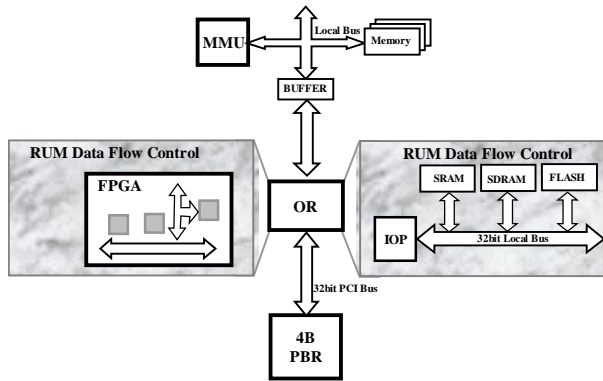 MMU
Local Bus
Memory
BUFFER
RUM Data Flow Control
FPGA
OR
RUM Data Flow Control
SRAM
SDRAM
FLASH
IOP
32bit Local Bus
32bit PCI Bus
4B
PBR